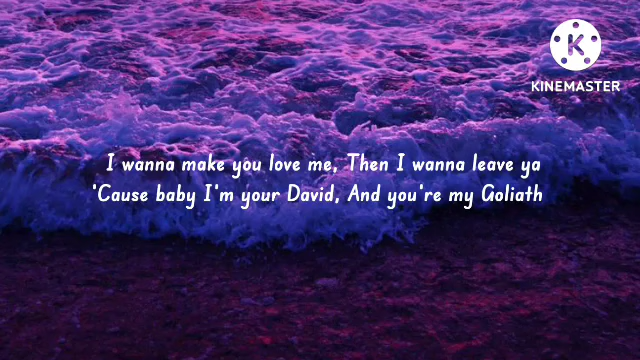 KINEMASTER
I wanna make you love me, Then I wanna leave ya
'Cause baby I'm your David, And you're my Goliath